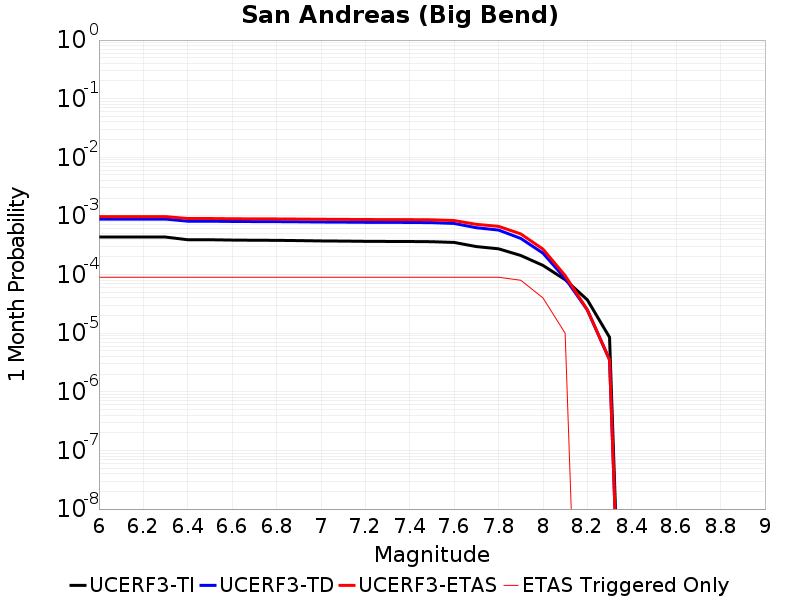 San Andreas (Big Bend)
10^0
10^-1
10^-2
10^-3
10^-4
10^-5
10^-6
10^-7
10^-8
1 Month Probability
6 6.2 6.4 6.6 6.8 7 7.2 7.4 7.6 7.8 8 8.2 8.4 8.6 8.8 9
Magnitude
UCERF3-TI UCERF3-TD UCERF3-ETAS ETAS Triggered Only